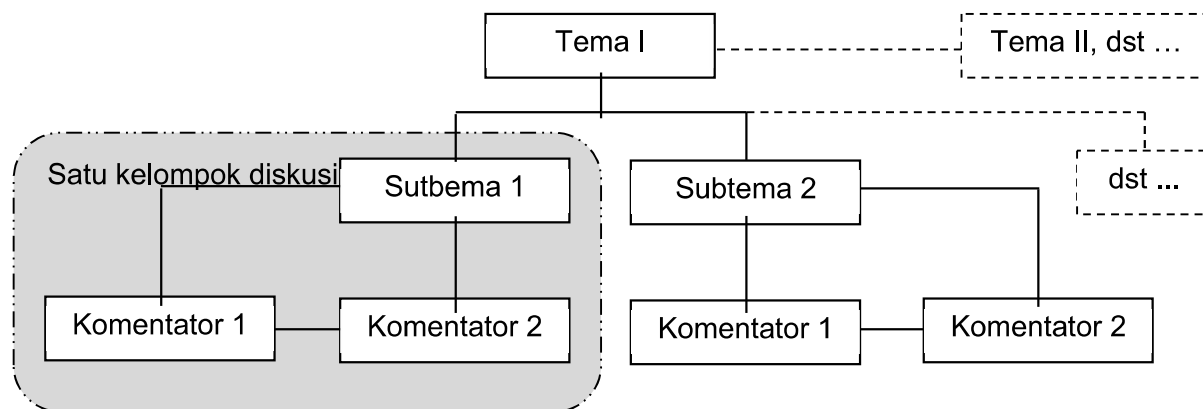 Tema I
Tema II, dst …
Satu kelompok diskusi
Sutbema 1
Subtema 2
dst ...
Komentator 1
Komentator 2
Komentator 1
Komentator 2